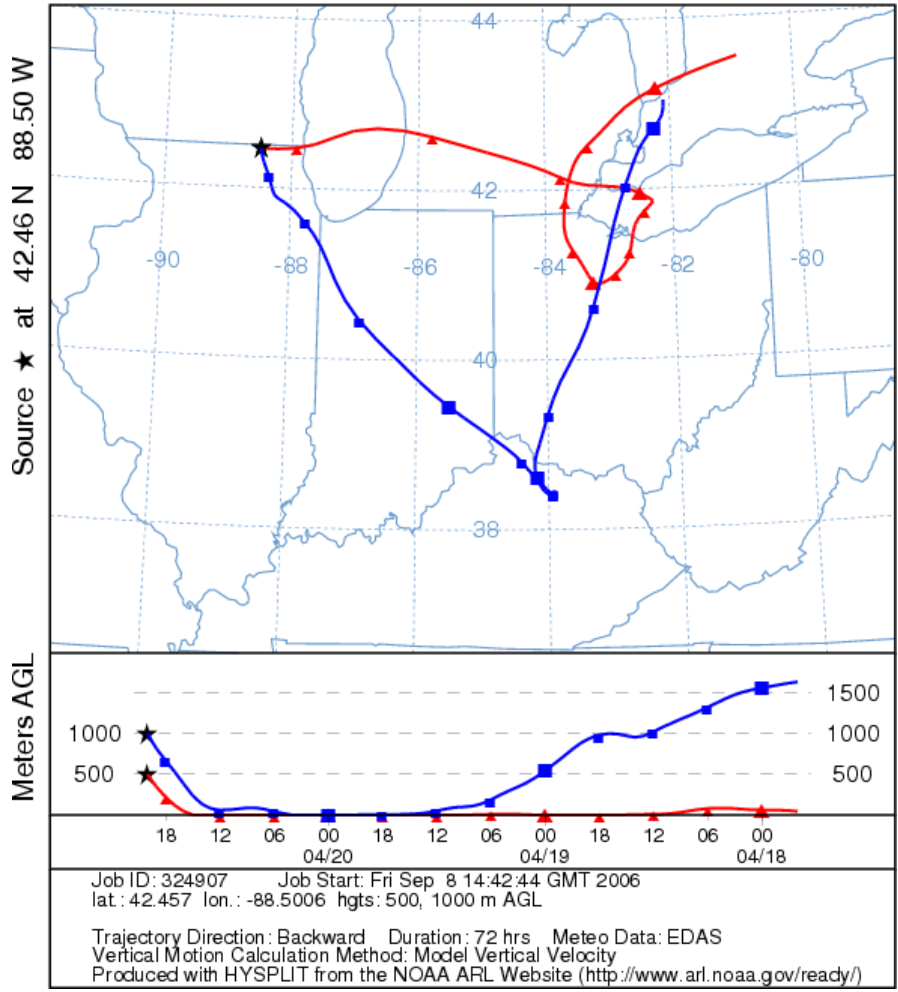 Source ★ at 42.46 N 88.50 W
44
42
-90
-88
-86
-84
-82
-80
40
38
Meters AGL
1500
1000
1000
500
500
18 12 06 00 18 12 06 00 18 12 06 00
04/20 04/19 04/18
Job ID: 324907 Job Start: Fri Sep 8 14:42:44 GMT 2006
lat.: 42.457 lon.: -88.5006 hgts: 500, 1000 m AGL
Trajectory Direction: Backward Duration: 72 hrs Meteo Data: EDAS
Vertical Motion Calculation Method: Model Vertical Velocity
Produced with HYSPLIT from the NOAA ARL Website (http://www.arl.noaa.gov/ready/)